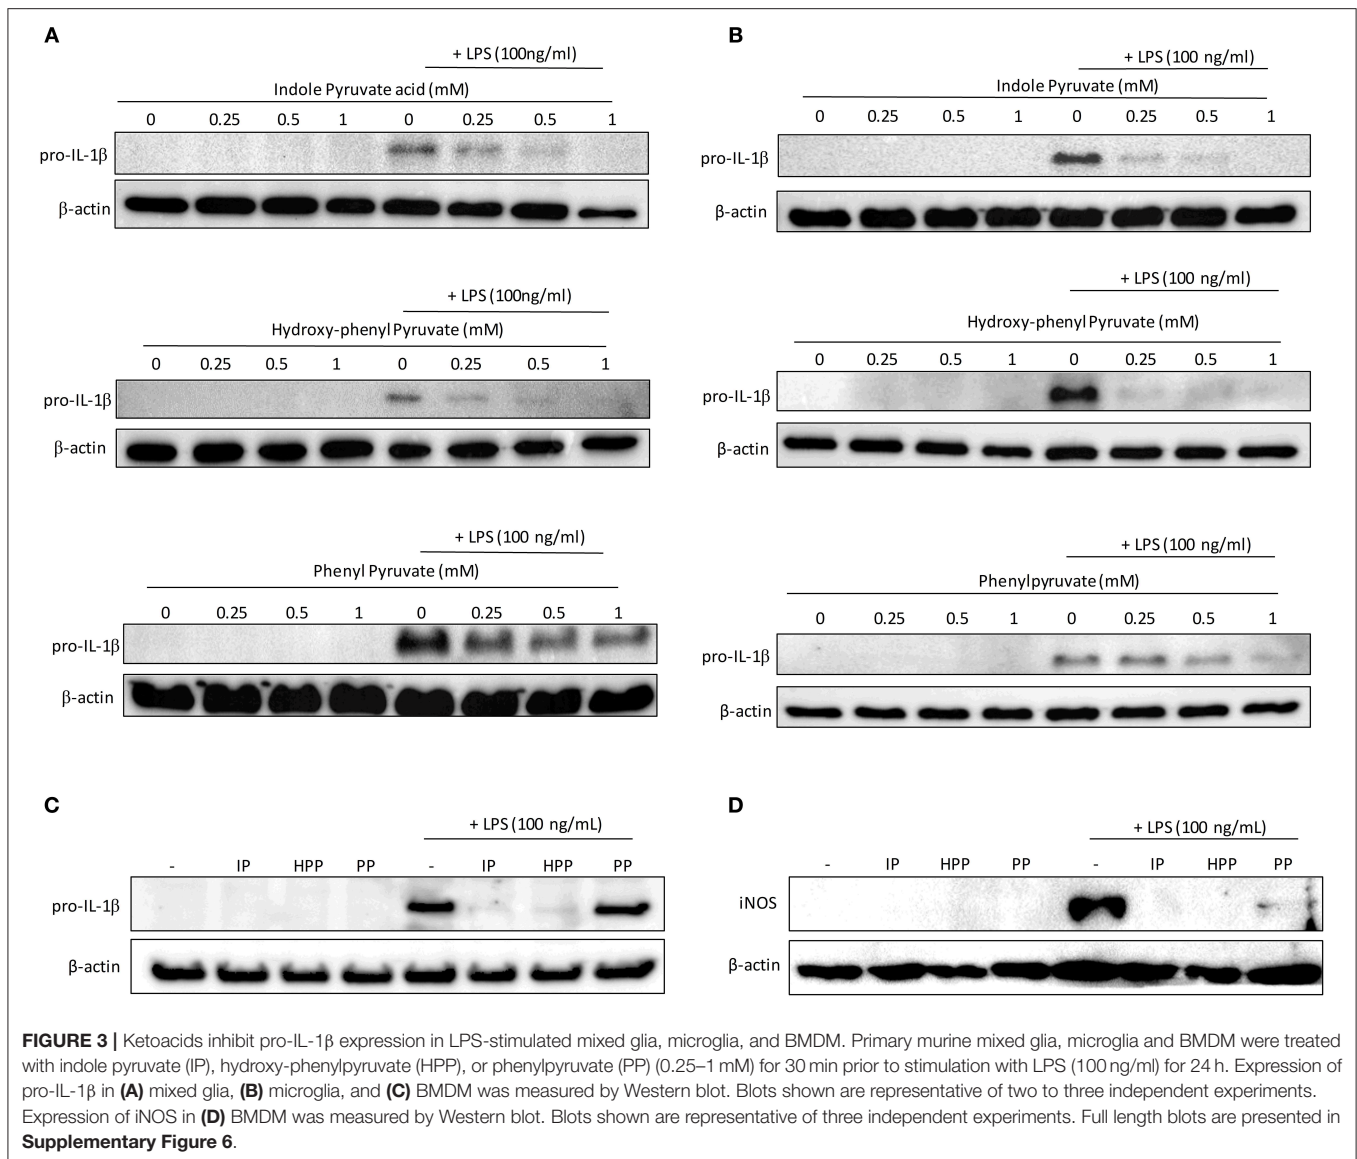 A
+ LPS (100ng/ml)
Indole Pyruvate acid (mM)
0 0.25 0.5 1 0 0.25 0.5 1
pro-IL-1β
β-actin
+ LPS (100ng/ml)
Hydroxy-phenyl Pyruvate (mM)
0 0.25 0.5 1 0 0.25 0.5 1
pro-IL-1β
β-actin
+ LPS (100 ng/ml)
Phenyl Pyruvate (mM)
0 0.25 0.5 1 0 0.25 0.5 1
pro-IL-1β
β-actin
B
+ LPS (100 ng/ml)
Indole Pyruvate (mM)
0 0.25 0.5 1 0 0.25 0.5 1
pro-IL-1β
β-actin
+ LPS (100 ng/ml)
Hydroxy-phenyl Pyruvate (mM)
0 0.25 0.5 1 0 0.25 0.5 1
pro-IL-1β
β-actin
+ LPS (100 ng/ml)
Phenylpyruvate (mM)
0 0.25 0.5 1 0 0.25 0.5 1
pro-IL-1β
β-actin
C
+ LPS (100 ng/mL)
- IP HPP PP - IP HPP PP
pro-IL-1β
β-actin
D
+ LPS (100 ng/mL)
- IP HPP PP - IP HPP PP
iNOS
β-actin
FIGURE 3 | Ketoacids inhibit pro-IL-1β expression in LPS-stimulated mixed glia, microglia, and BMDM. Primary murine mixed glia, microglia and BMDM were treated
with indole pyruvate (IP), hydroxy-phenylpyruvate (HPP), or phenylpyruvate (PP) (0.25–1 mM) for 30 min prior to stimulation with LPS (100 ng/ml) for 24 h. Expression of
pro-IL-1β in (A) mixed glia, (B) microglia, and (C) BMDM was measured by Western blot. Blots shown are representative of two to three independent experiments.
Expression of iNOS in (D) BMDM was measured by Western blot. Blots shown are representative of three independent experiments. Full length blots are presented in
Supplementary Figure 6.